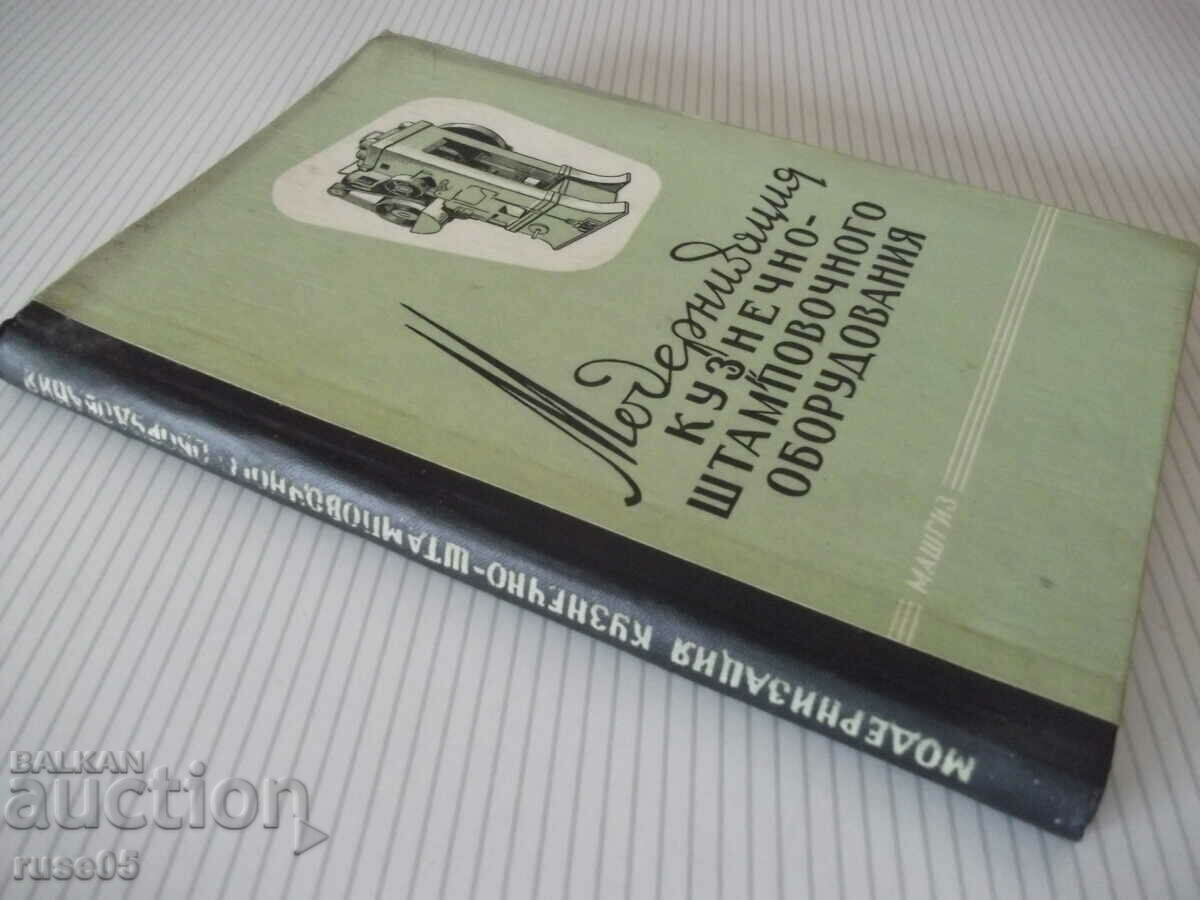 Модернизация
КУЗНЕЧНО-
ШТАМПОВОЧНОГО
ОБОРУДОВАНИЯ
МАШГИЗ
МОДЕРНИЗАЦИЯ КУЗНЕЧНО-ШТАМПОВОЧНОГО ОБОРУДОВАНИЯ
BALKAN
auction
ruse05